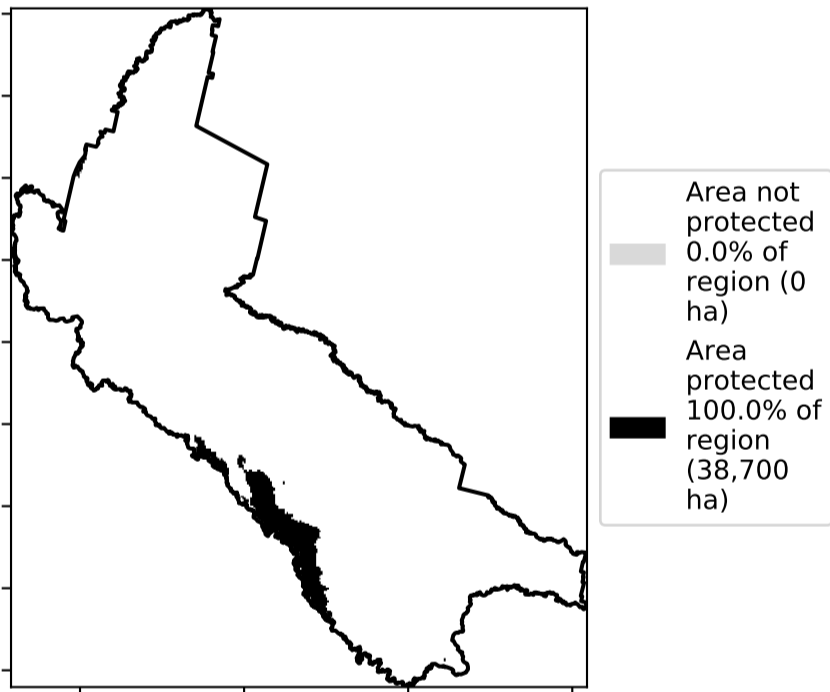 Area not
protected
0.0% of
region (0
ha)
Area
protected
100.0% of
region
(38,700
ha)